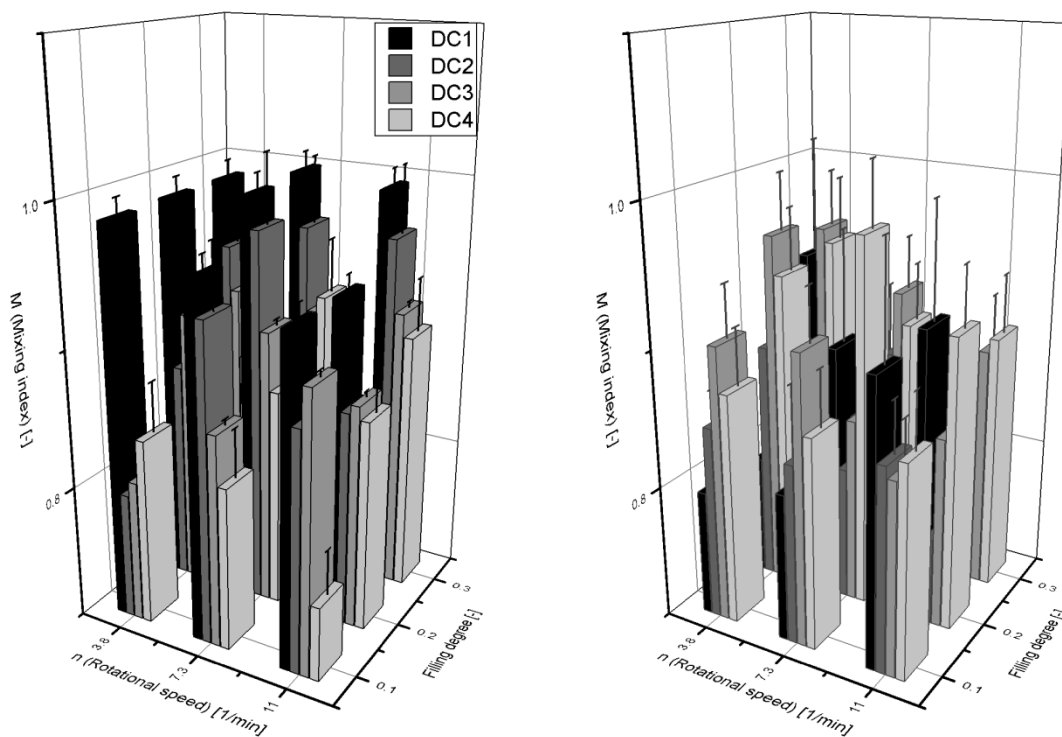 DC1
DC2
DC3
DC4
1.0
0.8
M (Mixing index) [-]
3.8
7.3
11
n (Rotational speed) [1/min]
0.1
0.2
0.3
Filling degree [-]
1.0
0.8
M (Mixing index) [-]
3.8
7.3
11
n (Rotational speed) [1/min]
0.1
0.2
0.3
Filling degree [-]